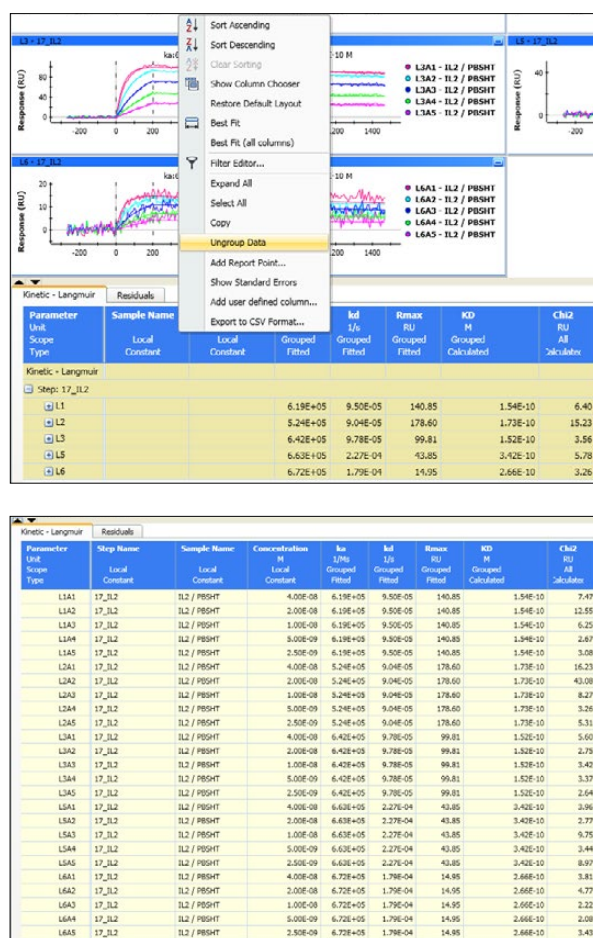 L3 - 17_IL2
L5 - 17_IL2
Response (RU)
80
40
0
-200 0 200
200 1400
ka:
-10 M
L3A1 - IL2 / PBSHT
L3A2 - IL2 / PBSHT
L3A3 - IL2 / PBSHT
L3A4 - IL2 / PBSHT
L3A5 - IL2 / PBSHT
Response (RU)
40
0
-200
L6 - 17_IL2
Response (RU)
20
10
0
-200 0 200
200 1400
-10 M
L6A1 - IL2 / PBSHT
L6A2 - IL2 / PBSHT
L6A3 - IL2 / PBSHT
L6A4 - IL2 / PBSHT
L6A5 - IL2 / PBSHT
Sort Ascending
Sort Descending
Clear Sorting
Show Column Chooser
Restore Default Layout
Best Fit
Best Fit (all columns)
Filter Editor...
Expand All
Select All
Copy
Ungroup Data
Add Report Point...
Show Standard Errors
Add user defined column...
Export to CSV Format...
Kinetic - Langmuir Residuals
Parameter Sample Name kd Rmax KD Chi2
Unit 1/s RU M RU
Scope Local Local Grouped Grouped Grouped Grouped All
Type Constant Constant Fitted Fitted Fitted Calculated
Kinetic - Langmuir
Step: 17_IL2
L1 6.19E+05 9.50E-05 140.85 1.54E-10 6.40
L2 5.24E+05 9.04E-05 178.60 1.73E-10 15.23
L3 6.42E+05 9.78E-05 99.81 1.52E-10 3.56
L5 6.63E+05 2.27E-04 43.85 3.42E-10 5.78
L6 6.72E+05 1.79E-04 14.95 2.66E-10 3.26
Kinetic - Langmuir Residuals
Parameter Step Name Sample Name Concentration ka kd Rmax KD Chi2
Unit M 1/Ms 1/s RU M RU
Scope Local Local Local Grouped Grouped Grouped Grouped All
Type Constant Constant Constant Fitted Fitted Fitted Calculated
L1A1 17_IL2 IL2 / PBSHT 4.00E-08 6.19E+05 9.50E-05 140.85 1.54E-10 7.47
L1A2 17_IL2 IL2 / PBSHT 2.00E-08 6.19E+05 9.50E-05 140.85 1.54E-10 12.55
L1A3 17_IL2 IL2 / PBSHT 1.00E-08 6.19E+05 9.50E-05 140.85 1.54E-10 6.25
L1A4 17_IL2 IL2 / PBSHT 5.00E-09 6.19E+05 9.50E-05 140.85 1.54E-10 2.67
L1A5 17_IL2 IL2 / PBSHT 2.50E-09 6.19E+05 9.50E-05 140.85 1.54E-10 3.08
L2A1 17_IL2 IL2 / PBSHT 4.00E-08 5.24E+05 9.04E-05 178.60 1.73E-10 16.23
L2A2 17_IL2 IL2 / PBSHT 2.00E-08 5.24E+05 9.04E-05 178.60 1.73E-10 43.08
L2A3 17_IL2 IL2 / PBSHT 1.00E-08 5.24E+05 9.04E-05 178.60 1.73E-10 8.27
L2A4 17_IL2 IL2 / PBSHT 5.00E-09 5.24E+05 9.04E-05 178.60 1.73E-10 3.26
L2A5 17_IL2 IL2 / PBSHT 2.50E-09 5.24E+05 9.04E-05 178.60 1.73E-10 5.31
L3A1 17_IL2 IL2 / PBSHT 4.00E-08 6.42E+05 9.78E-05 99.81 1.52E-10 5.60
L3A2 17_IL2 IL2 / PBSHT 2.00E-08 6.42E+05 9.78E-05 99.81 1.52E-10 2.75
L3A3 17_IL2 IL2 / PBSHT 1.00E-08 6.42E+05 9.78E-05 99.81 1.52E-10 3.42
L3A4 17_IL2 IL2 / PBSHT 5.00E-09 6.42E+05 9.78E-05 99.81 1.52E-10 3.37
L3A5 17_IL2 IL2 / PBSHT 2.50E-09 6.42E+05 9.78E-05 99.81 1.52E-10 2.64
L5A1 17_IL2 IL2 / PBSHT 4.00E-08 6.63E+05 2.27E-04 43.85 3.42E-10 3.96
L5A2 17_IL2 IL2 / PBSHT 2.00E-08 6.63E+05 2.27E-04 43.85 3.42E-10 2.77
L5A3 17_IL2 IL2 / PBSHT 1.00E-08 6.63E+05 2.27E-04 43.85 3.42E-10 9.75
L5A4 17_IL2 IL2 / PBSHT 5.00E-09 6.63E+05 2.27E-04 43.85 3.42E-10 3.44
L5A5 17_IL2 IL2 / PBSHT 2.50E-09 6.63E+05 2.27E-04 43.85 3.42E-10 8.97
L6A1 17_IL2 IL2 / PBSHT 4.00E-08 6.72E+05 1.79E-04 14.95 2.66E-10 3.81
L6A2 17_IL2 IL2 / PBSHT 2.00E-08 6.72E+05 1.79E-04 14.95 2.66E-10 4.77
L6A3 17_IL2 IL2 / PBSHT 1.00E-08 6.72E+05 1.79E-04 14.95 2.66E-10 2.22
L6A4 17_IL2 IL2 / PBSHT 5.00E-09 6.72E+05 1.79E-04 14.95 2.66E-10 2.08
L6A5 17_IL2 IL2 / PBSHT 2.50E-09 6.72E+05 1.79E-04 14.95 2.66E-10 3.43